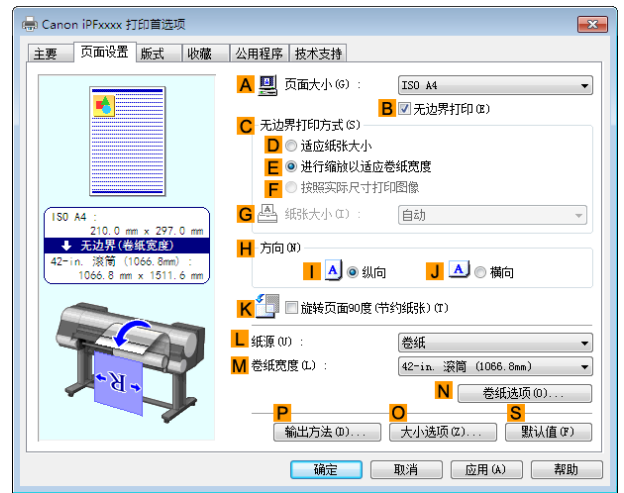 Canon iPFxxxx 打印首选项
主要 页面设置 版式 收藏 公用程序 技术支持
A 页面大小(G) : ISO A4
B 无边界打印(E)
C 无边界打印方式(S)
D 适应纸张大小
E 进行缩放以适应卷纸宽度
F 按照实际尺寸打印图像
G A 纸张大小(I) : 自动
ISO A4 :
210.0 mm x 297.0 mm
无边界(卷纸宽度)
42-in. 滚筒 (1066.8mm) :
1066.8 mm x 1511.6 mm
H 方向(N)
I A 纵向 J A 横向
K 旋转页面90度(节约纸张)(T)
L 纸源(U) : 卷纸
M 卷纸宽度(L) : 42-in. 滚筒 (1066.8mm)
R
N 卷纸选项(O)...
P O S
输出方法(D)... 大小选项(Z)... 默认值(F)
确定 取消 应用(A) 帮助